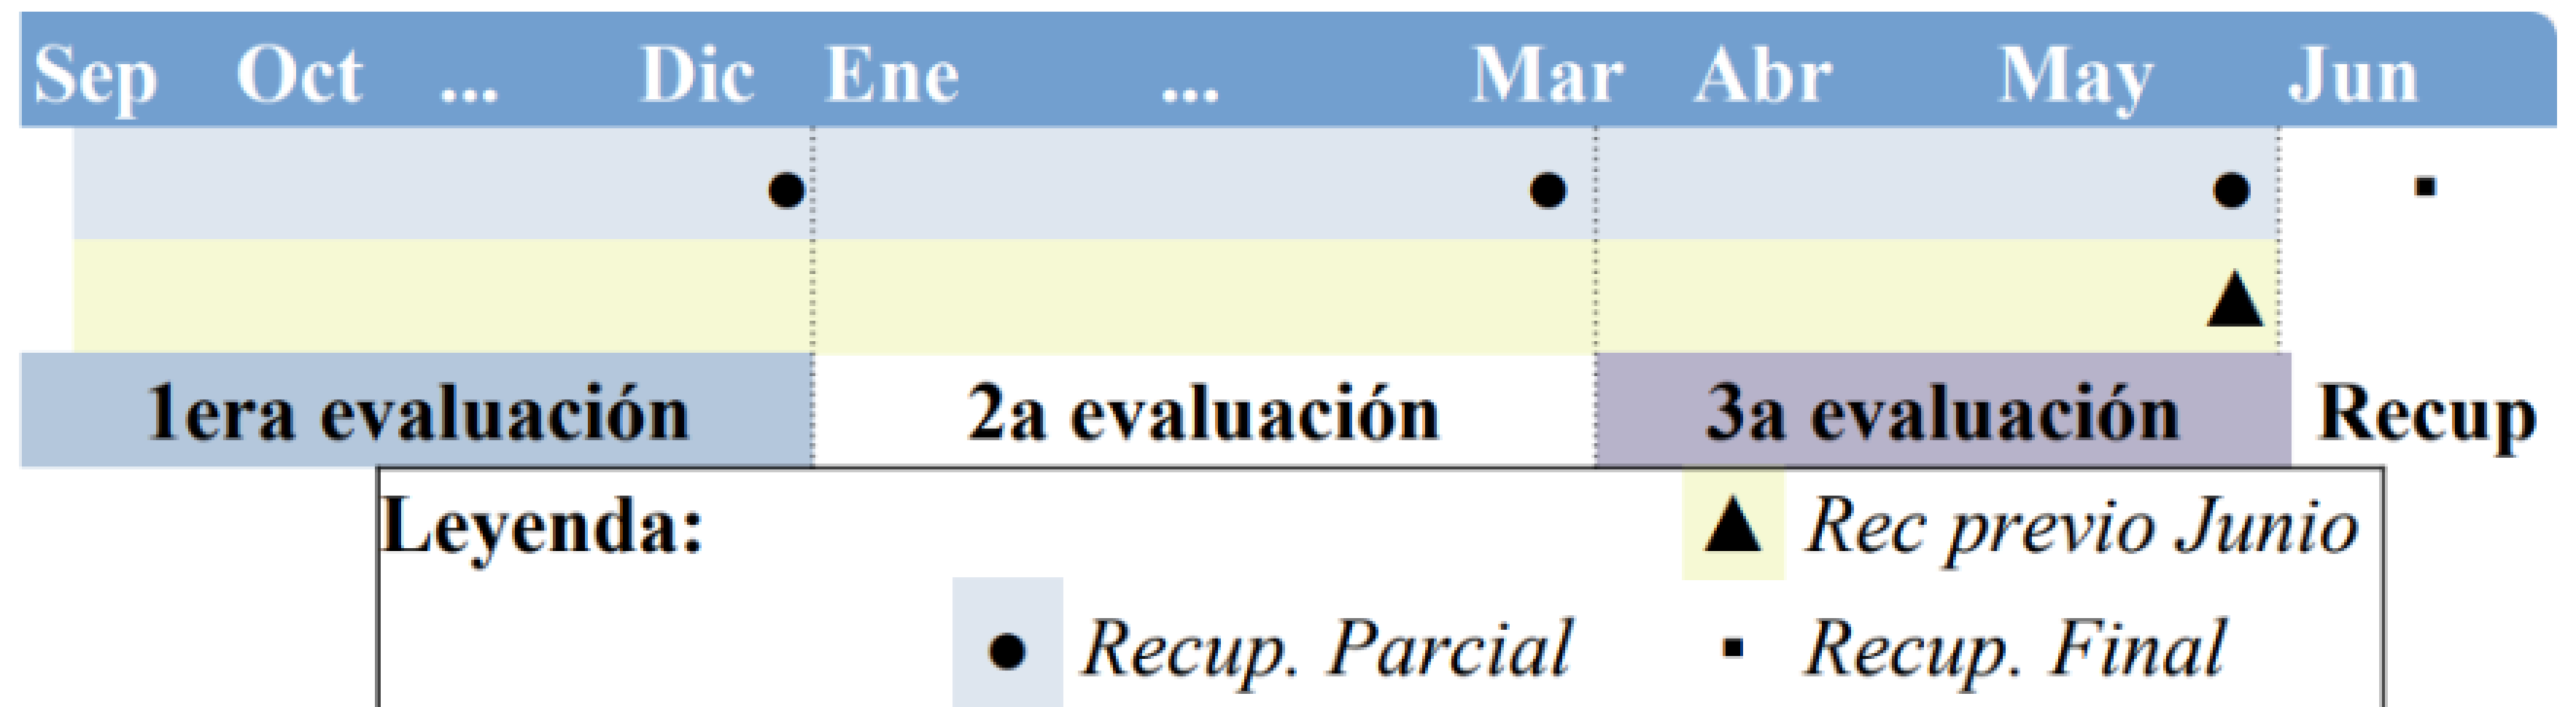 Sep Oct ... Dic Ene ... Mar Abr May Jun
1era evaluación 2a evaluación 3a evaluación Recup
Leyenda: Rec previo Junio
Recup. Parcial Recup. Final